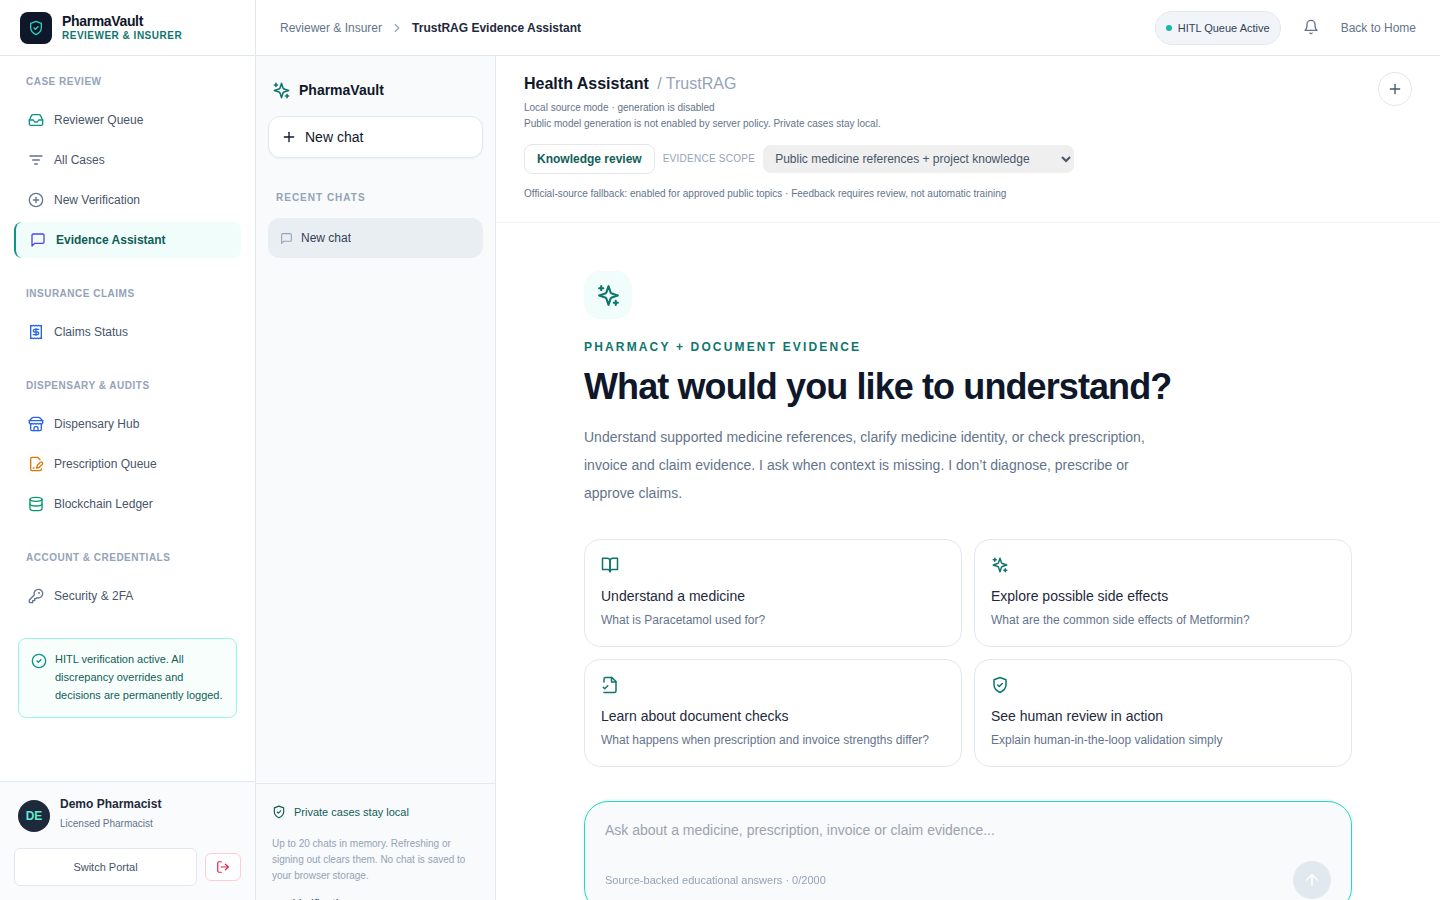 PharmaVault
REVIEWER & INSURER
CASE REVIEW
Reviewer Queue
All Cases
New Verification
Evidence Assistant
INSURANCE CLAIMS
Claims Status
DISPENSARY & AUDITS
Dispensary Hub
Prescription Queue
Blockchain Ledger
ACCOUNT & CREDENTIALS
Security & 2FA
HITL verification active. All
discrepancy overrides and
decisions are permanently logged.
DE
Demo Pharmacist
Licensed Pharmacist
Switch Portal
Reviewer & Insurer
TrustRAG Evidence Assistant
HITL Queue Active
Back to Home
PharmaVault
New chat
RECENT CHATS
New chat
Private cases stay local
Up to 20 chats in memory. Refreshing or
signing out clears them. No chat is saved to
your browser storage.
Health Assistant / TrustRAG
Local source mode · generation is disabled
Public model generation is not enabled by server policy. Private cases stay local.
Knowledge review
EVIDENCE SCOPE
Public medicine references + project knowledge
Official-source fallback: enabled for approved public topics · Feedback requires review, not automatic training
PHARMACY + DOCUMENT EVIDENCE
What would you like to understand?
Understand supported medicine references, clarify medicine identity, or check prescription,
invoice and claim evidence. I ask when context is missing. I don’t diagnose, prescribe or
approve claims.
Understand a medicine
What is Paracetamol used for?
Explore possible side effects
What are the common side effects of Metformin?
Learn about document checks
What happens when prescription and invoice strengths differ?
See human review in action
Explain human-in-the-loop validation simply
Ask about a medicine, prescription, invoice or claim evidence...
Source-backed educational answers · 0/2000